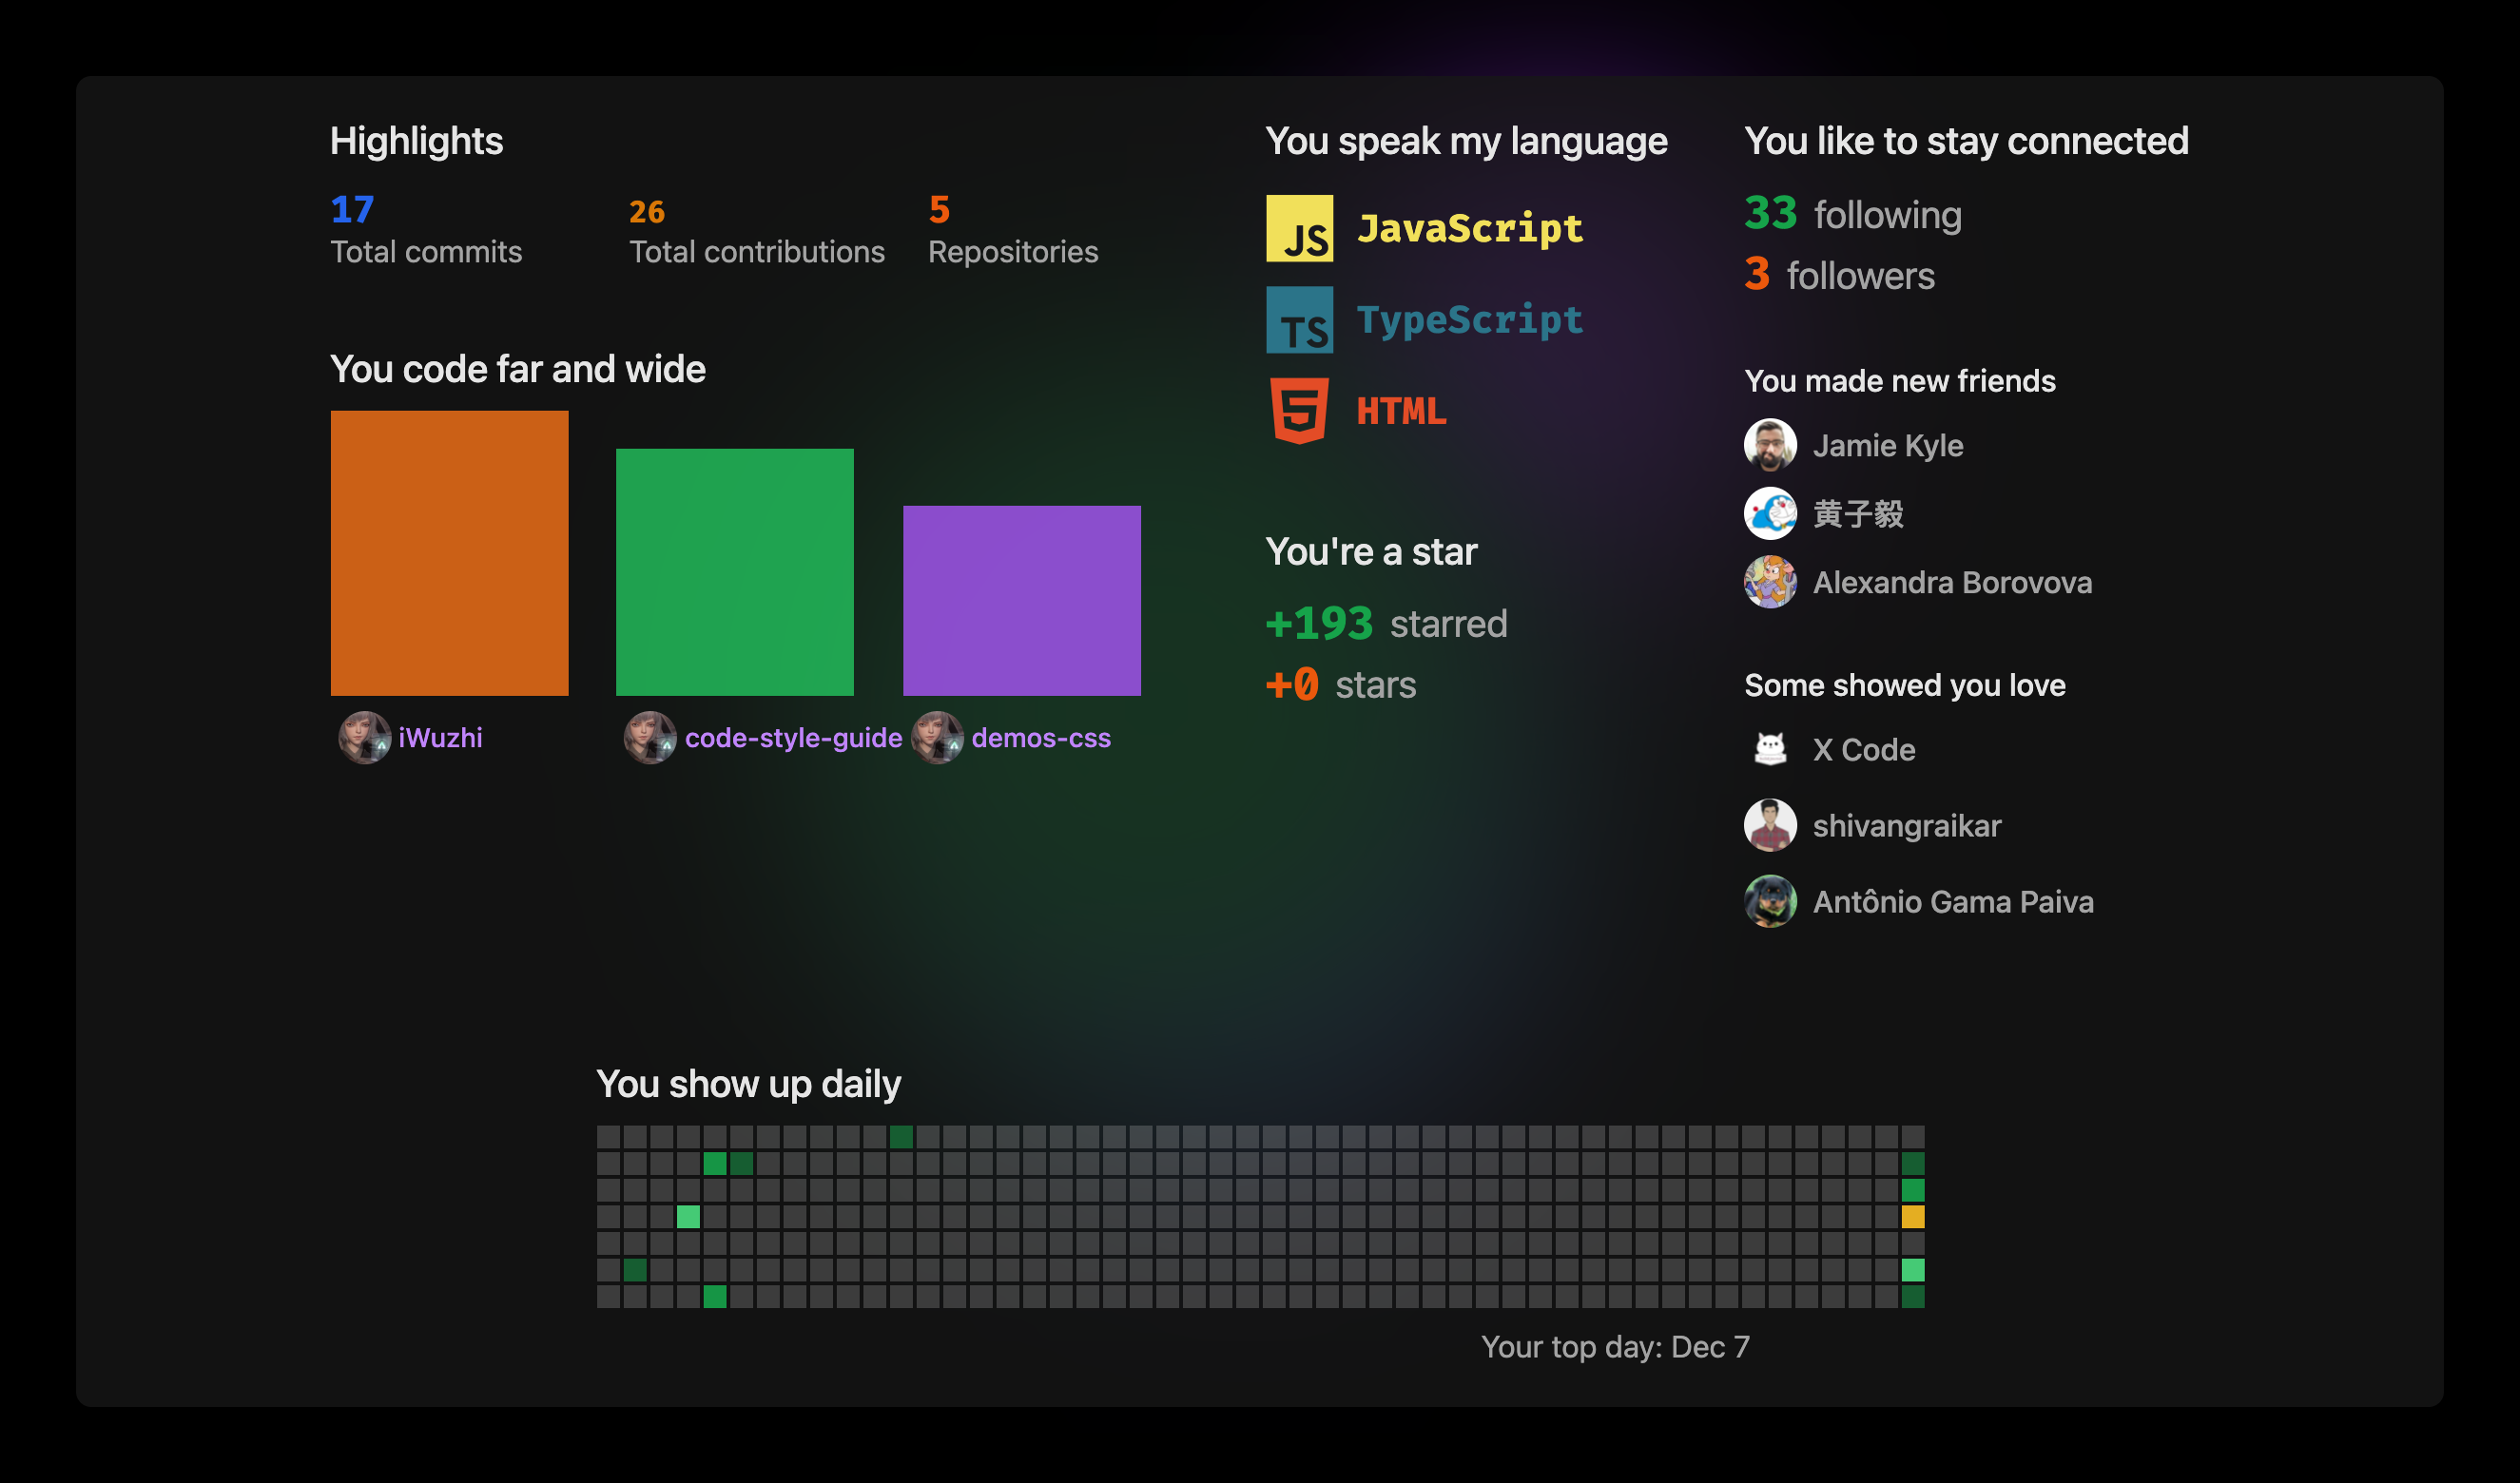 Highlights
17
Total commits
26
Total contributions
5
Repositories
You code far and wide
iWuzhi
code-style-guide
demos-css
You speak my language
JS JavaScript
TS TypeScript
5 HTML
You're a star
+193 starred
+0 stars
You like to stay connected
33 following
3 followers
You made new friends
Jamie Kyle
黄子毅
Alexandra Borovova
Some showed you love
X Code
shivangraikar
Antônio Gama Paiva
You show up daily
Your top day: Dec 7